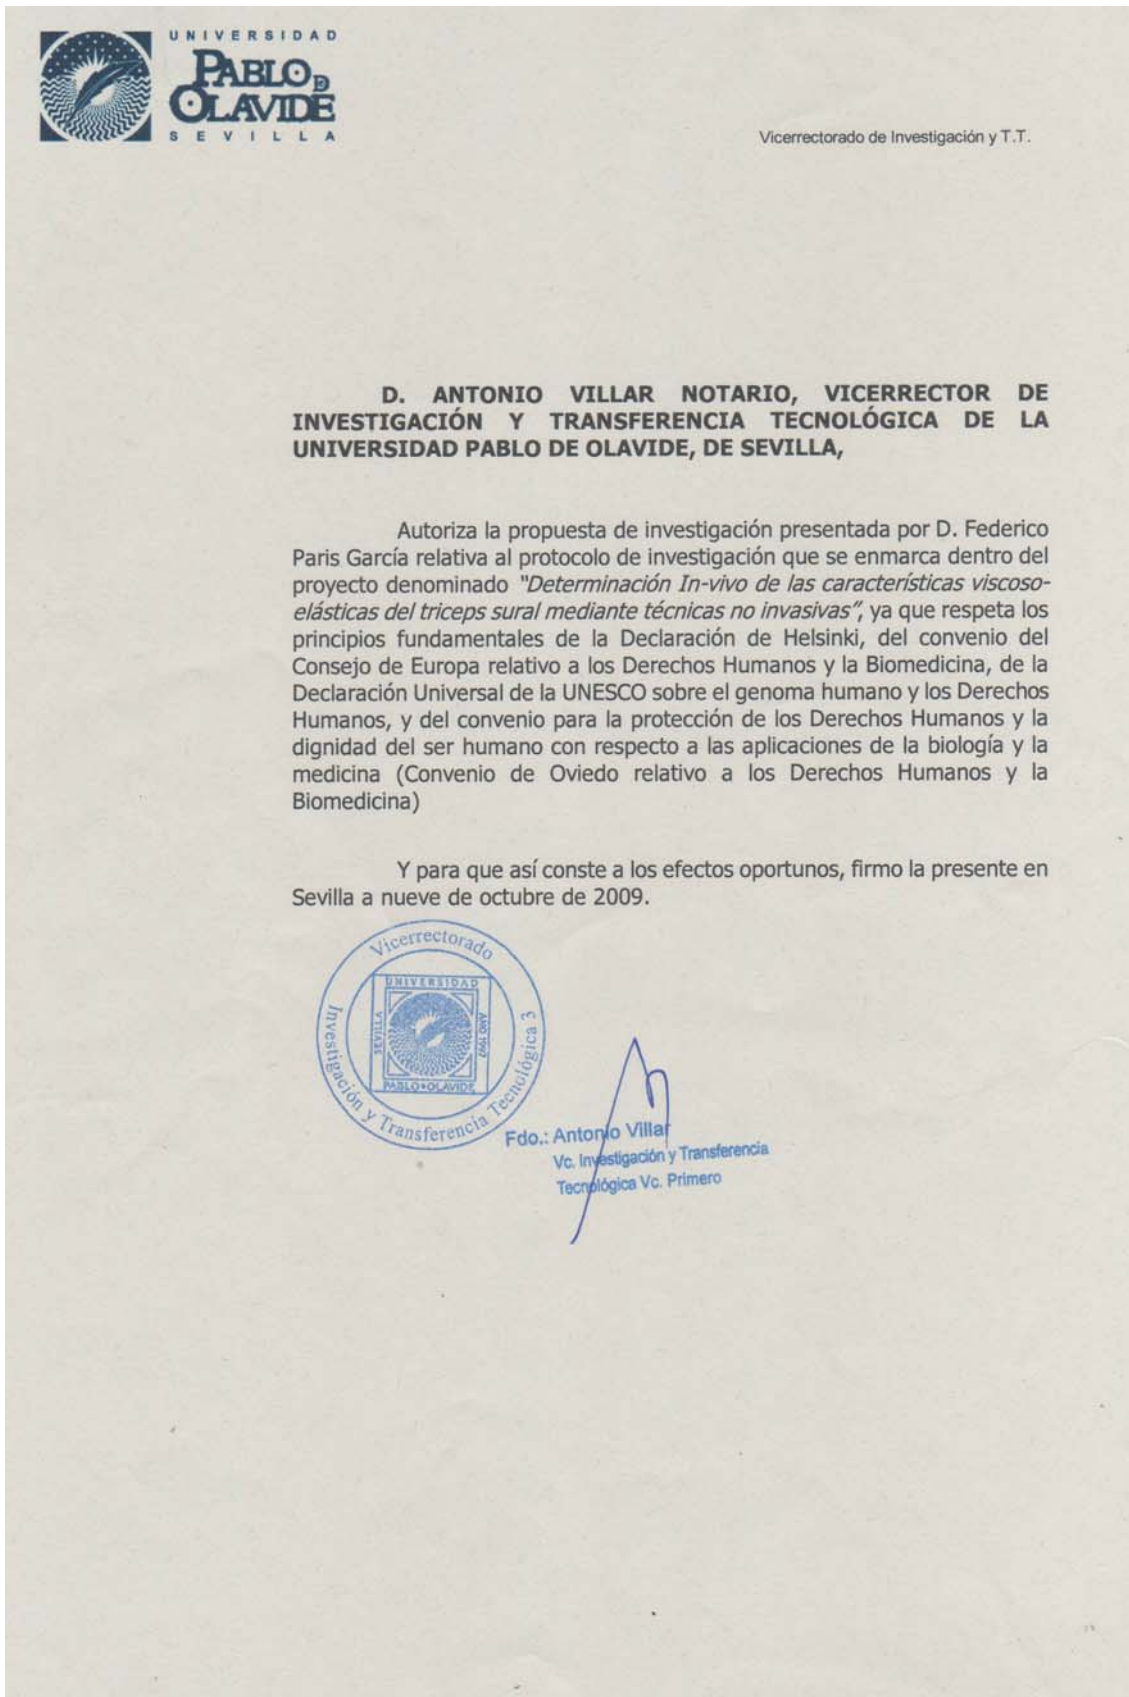 UNIVERSIDAD
PABLO DE
OLAVIDE
SEVILLA
Vicerrectorado de Investigación y T.T.
D. ANTONIO VILLAR NOTARIO, VICERRECTOR DE
INVESTIGACIÓN Y TRANSFERENCIA TECNOLÓGICA DE LA
UNIVERSIDAD PABLO DE OLAVIDE, DE SEVILLA,
Autoriza la propuesta de investigación presentada por D. Federico
Paris García relativa al protocolo de investigación que se enmarca dentro del
proyecto denominado "Determinación In-vivo de las características viscoso-
elásticas del triceps sural mediante técnicas no invasivas", ya que respeta los
principios fundamentales de la Declaración de Helsinki, del convenio del
Consejo de Europa relativo a los Derechos Humanos y la Biomedicina, de la
Declaración Universal de la UNESCO sobre el genoma humano y los Derechos
Humanos, y del convenio para la protección de los Derechos Humanos y la
dignidad del ser humano con respecto a las aplicaciones de la biología y la
medicina (Convenio de Oviedo relativo a los Derechos Humanos y la
Biomedicina)
Y para que así conste a los efectos oportunos, firmo la presente en
Sevilla a nueve de octubre de 2009.
Vicerrectorado
Investigación y Transferencia Tecnológica 3
UNIVERSIDAD
SEVILLA
AÑO 1997
PABLO•OLAVIDE
Fdo.: Antonio Villar
Vc. Investigación y Transferencia
Tecnológica Vc. Primero